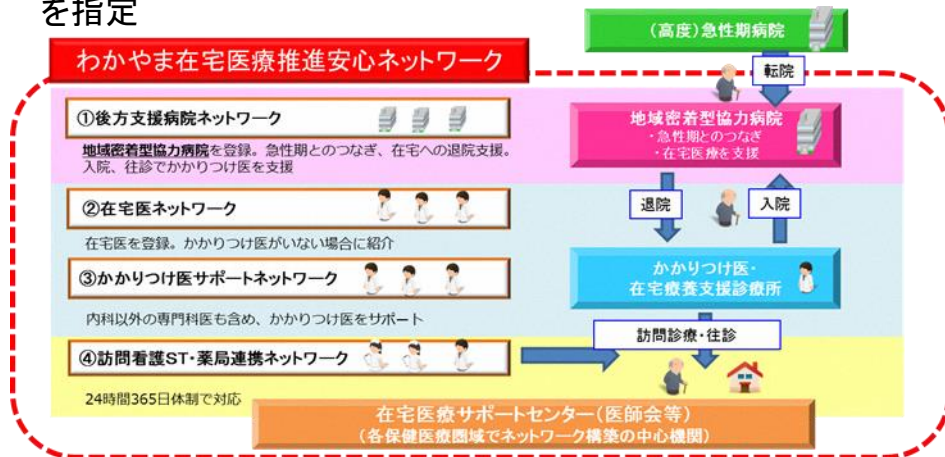 を指定
わかやま在宅医療推進安心ネットワーク
①後方支援病院ネットワーク
地域密着型協力病院を登録。急性期とのつなぎ、在宅への退院支援。
入院、往診でかかりつけ医を支援
②在宅医ネットワーク
在宅医を登録。かかりつけ医がいない場合に紹介
③かかりつけ医サポートネットワーク
内科以外の専門科医も含め、かかりつけ医をサポート
④訪問看護ST・薬局連携ネットワーク
24時間365日体制で対応
(高度)急性期病院
転院
地域密着型協力病院
・急性期とのつなぎ
・在宅医療を支援
退院
入院
かかりつけ医・
在宅療養支援診療所
訪問診療・往診
在宅医療サポートセンター(医師会等)
(各保健医療圏域でネットワーク構築の中心機関)